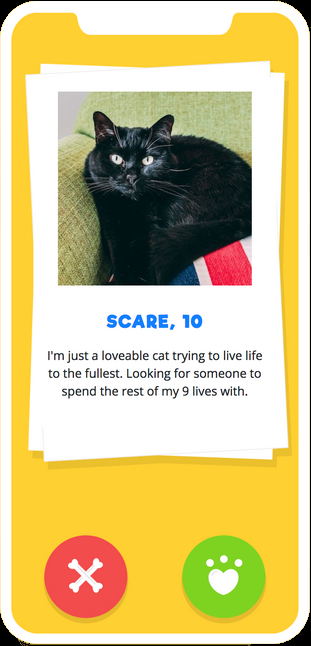 SCARE, 10
I'm just a loveable cat trying to live life
to the fullest. Looking for someone to
spend the rest of my 9 lives with.